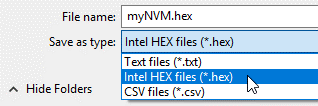 File name: myNVM.hex
Save as type: Intel HEX files (*.hex)
Text files (*.txt)
Intel HEX files (*.hex)
Hide Folders
CSV files (*.csv)